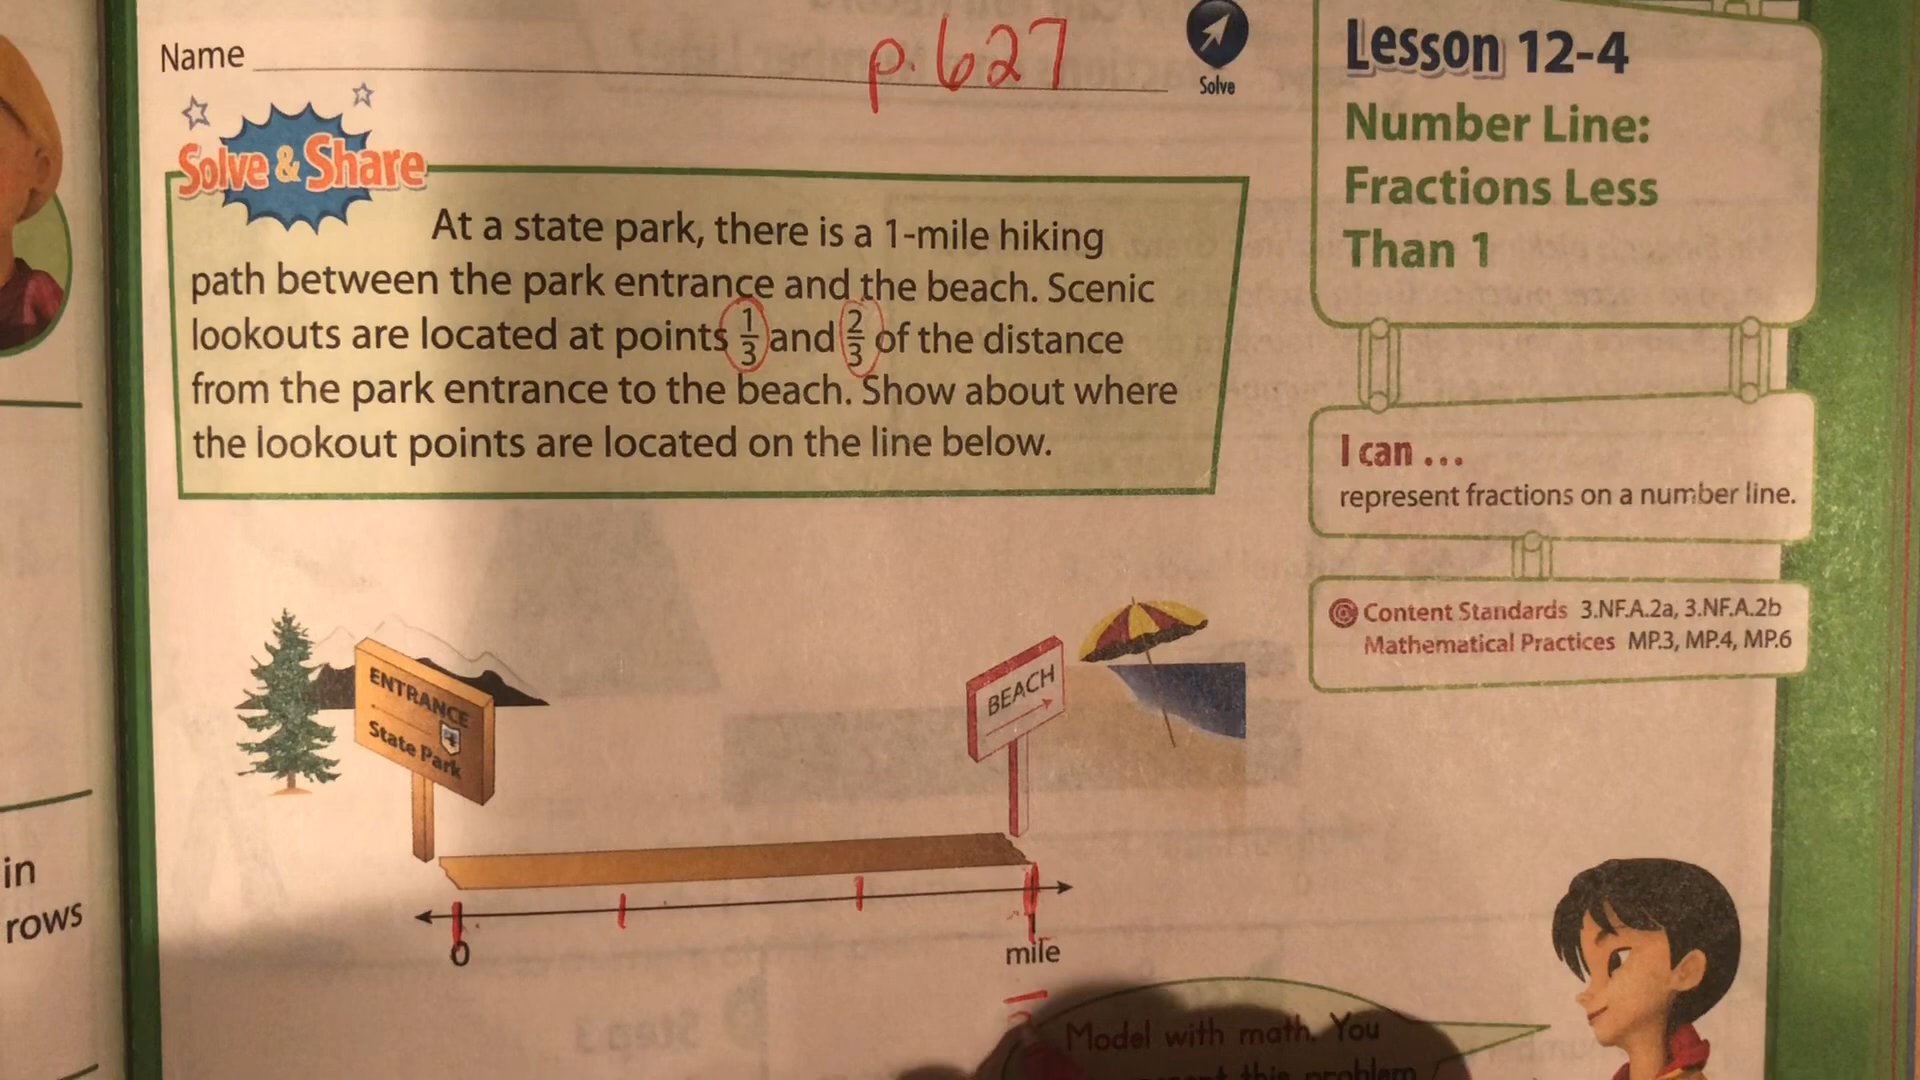 Name
p.627
Solve
Lesson 12-4
Number Line:
Fractions Less
Than 1
Solve & Share
At a state park, there is a 1-mile hiking
path between the park entrance and the beach. Scenic
lookouts are located at points 1/3 and 2/3 of the distance
from the park entrance to the beach. Show about where
the lookout points are located on the line below.
I can ...
represent fractions on a number line.
Content Standards 3.NF.A.2a, 3.NF.A.2b
Mathematical Practices MP.3, MP.4, MP.6
ENTRANCE
State Park
BEACH
0
1
mile
in
rows
Model with math. You
this problem